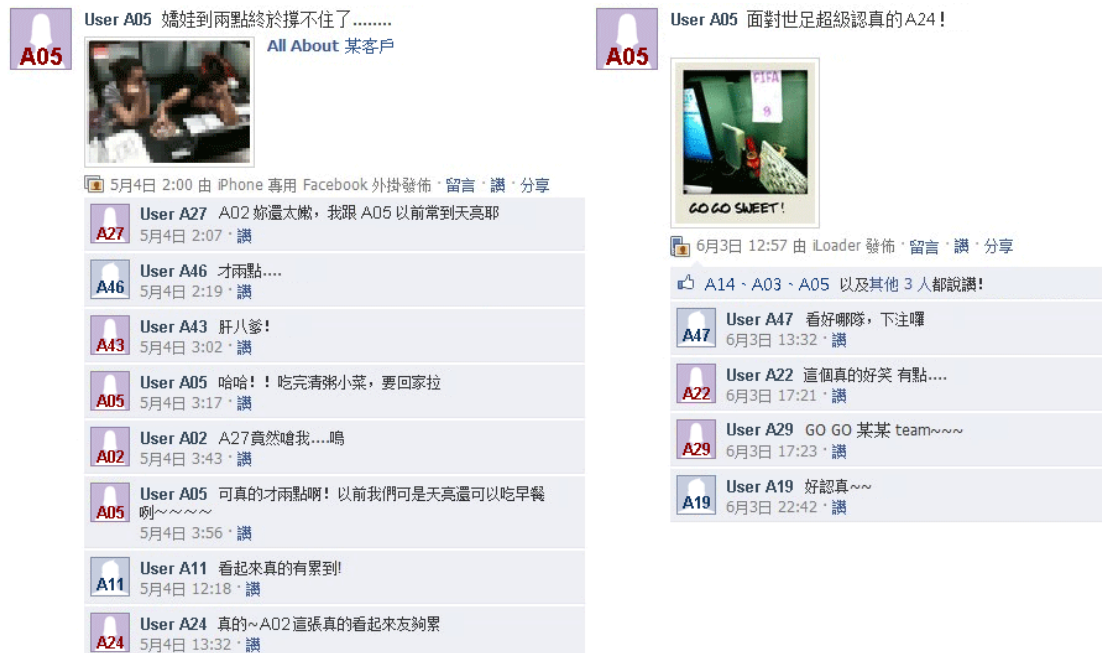 A05
User A05 嬌娃到兩點終於撐不住了........
All About 某客戶
5月4日 2:00 由 iPhone 專用 Facebook 外掛發佈 · 留言 · 讚 · 分享
A27
User A27 A02 妳還太嫩，我跟 A05 以前常到天亮耶
5月4日 2:07 · 讚
A46
User A46 才兩點....
5月4日 2:19 · 讚
A43
User A43 肝八爹!
5月4日 3:02 · 讚
A05
User A05 哈哈！！吃完清粥小菜，要回家拉
5月4日 3:17 · 讚
A02
User A02 A27竟然嗆我....嗚
5月4日 3:43 · 讚
A05
User A05 可真的才兩點啊！以前我們可是天亮還可以吃早餐
咧~~~~
5月4日 3:56 · 讚
A11
User A11 看起來真的有累到!
5月4日 12:18 · 讚
A24
User A24 真的~A02這張真的看起來友夠累
5月4日 13:32 · 讚
A05
User A05 面對世足超級認真的A24！
FIFA
GO GO SWEET!
6月3日 12:57 由 iLoader 發佈 · 留言 · 讚 · 分享
A14、A03、A05 以及其他 3 人都說讚!
A47
User A47 看好哪隊，下注囉
6月3日 13:32 · 讚
A22
User A22 這個真的好笑 有點....
6月3日 17:21 · 讚
A29
User A29 GO GO 某某 team~~~
6月3日 17:23 · 讚
A19
User A19 好認真~~
6月3日 22:42 · 讚